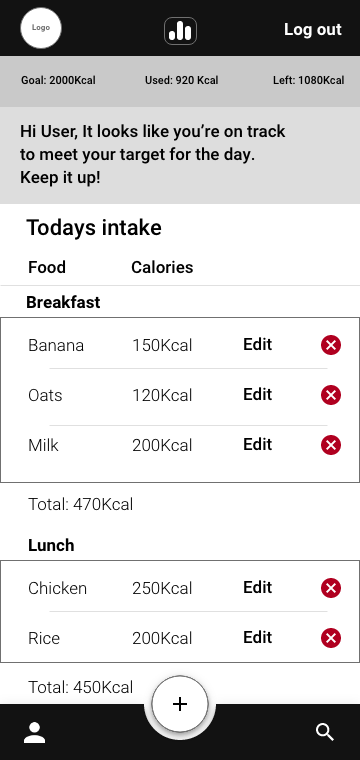 Logo
Log out
Goal: 2000Kcal Used: 920 Kcal Left: 1080Kcal
Hi User, It looks like you’re on track
to meet your target for the day.
Keep it up!
Todays intake
Food Calories
Breakfast
Banana 150Kcal Edit
Oats 120Kcal Edit
Milk 200Kcal Edit
Total: 470Kcal
Lunch
Chicken 250Kcal Edit
Rice 200Kcal Edit
Total: 450Kcal